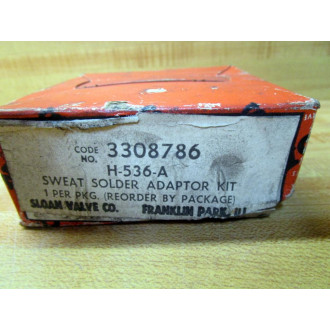 CODE NO. 3308786
H-536-A
SWEAT SOLDER ADAPTOR KIT
1 PER PKG. (REORDER BY PACKAGE)
SLOAN VALVE CO. FRANKLIN PARK, ILL